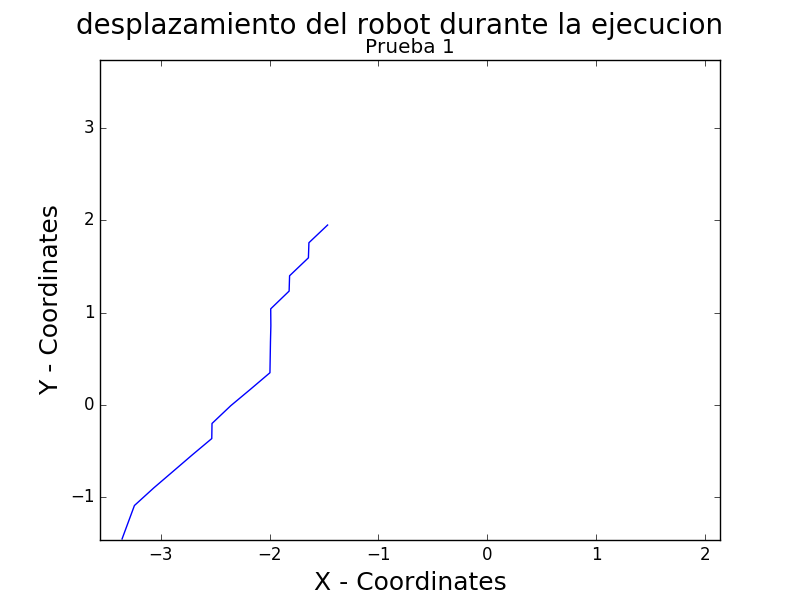 desplazamiento del robot durante la ejecucion
Prueba 1
3
2
1
0
−1
Y - Coordinates
−3 −2 −1 0 1 2
X - Coordinates